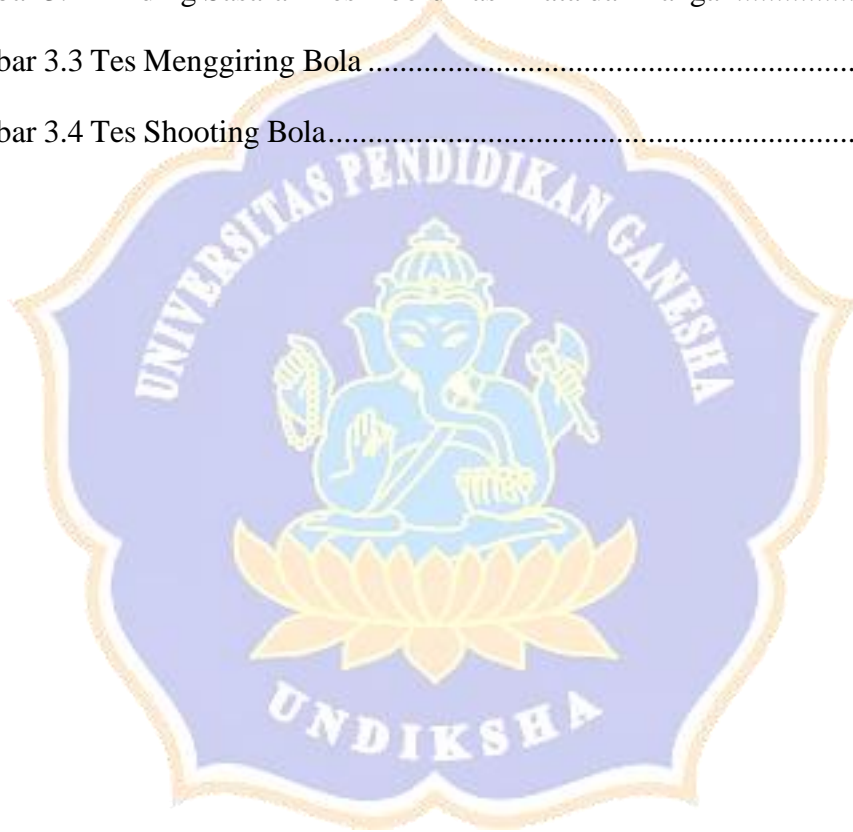 bar 3.3 Tes Menggiring Bola ............................................................
bar 3.4 Tes Shooting Bola.................................................................
UNIVERSITAS PENDIDIKAN GANESHA
UNDIKSHA